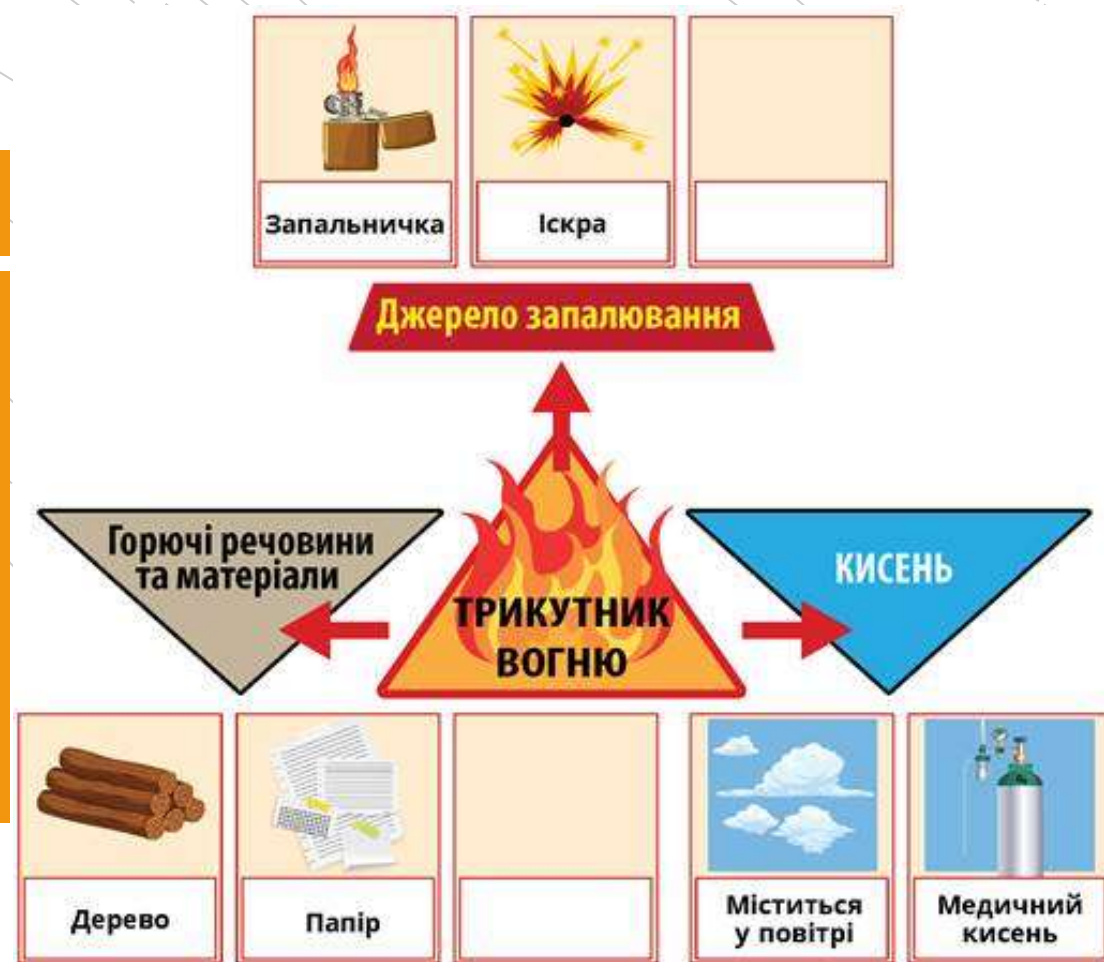 Запальничка
Іскра
Джерело запалювання
Горючі речовини
та матеріали
ТРИКУТНИК
ВОГНЮ
КИСЕНЬ
Дерево
Папір
Міститься
у повітрі
Медичний
кисень